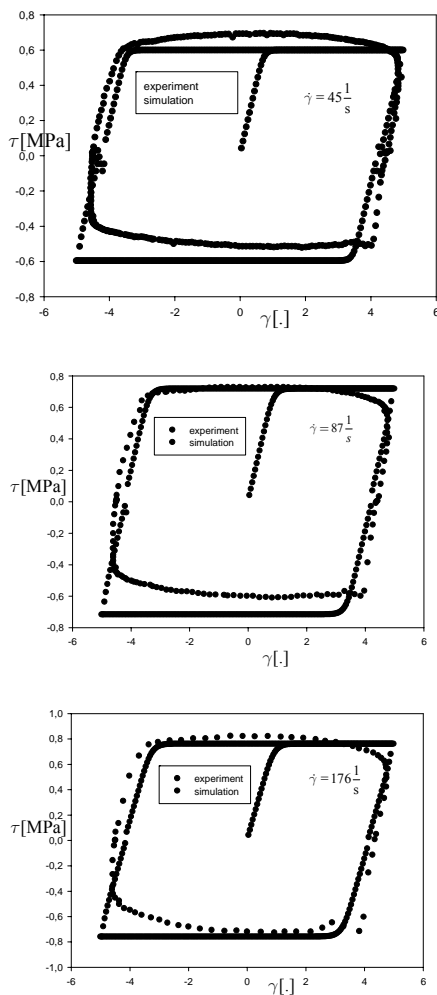 0,8
0,6
0,4
0,2
0,0
-0,2
-0,4
-0,6
-0,8
τ[MPa]
experiment
simulation
γ̇ = 45 1/s
-6 -4 -2 0 2 4 6
γ[.]
0,8
0,6
0,4
0,2
0,0
-0,2
-0,4
-0,6
-0,8
τ[MPa]
experiment
simulation
γ̇ = 87 1/s
-6 -4 -2 0 2 4 6
γ[.]
1,0
0,8
0,6
0,4
0,2
0,0
-0,2
-0,4
-0,6
-0,8
-1,0
τ[MPa]
experiment
simulation
γ̇ = 176 1/s
-6 -4 -2 0 2 4 6
γ[.]